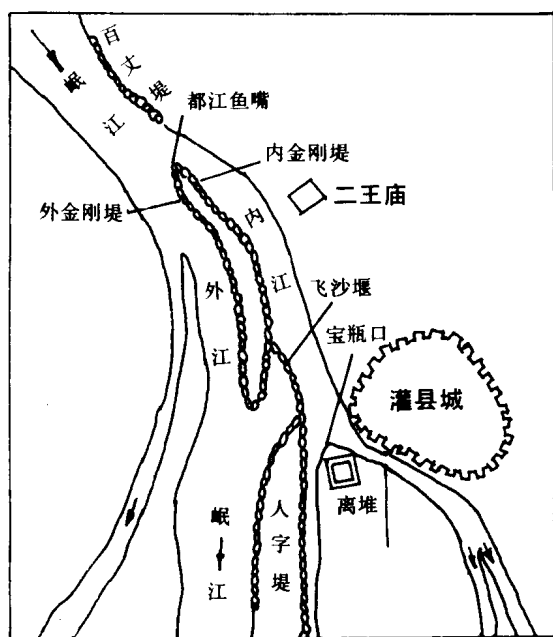 百丈堤
岷江
都江鱼嘴
内金刚堤
二王庙
外金刚堤
内江
外江
飞沙堰
宝瓶口
灌县城
离堆
人字堤
岷江